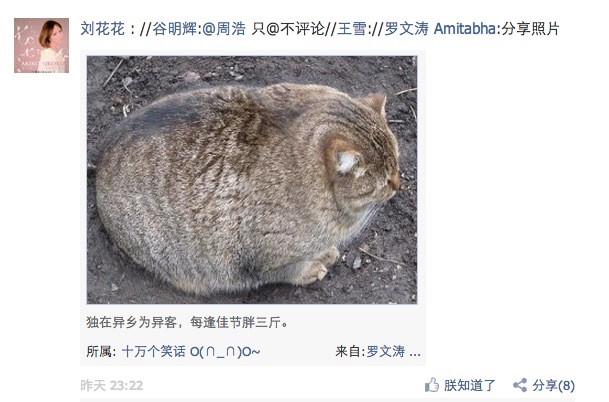 刘花花：//谷明辉:@周浩 只@不评论//王雪://罗文涛 Amitabha:分享照片
独在异乡为异客，每逢佳节胖三斤。
所属: 十万个笑话 O(∩_∩)O~ 来自:罗文涛 ...
昨天 23:22 朕知道了 分享(8)